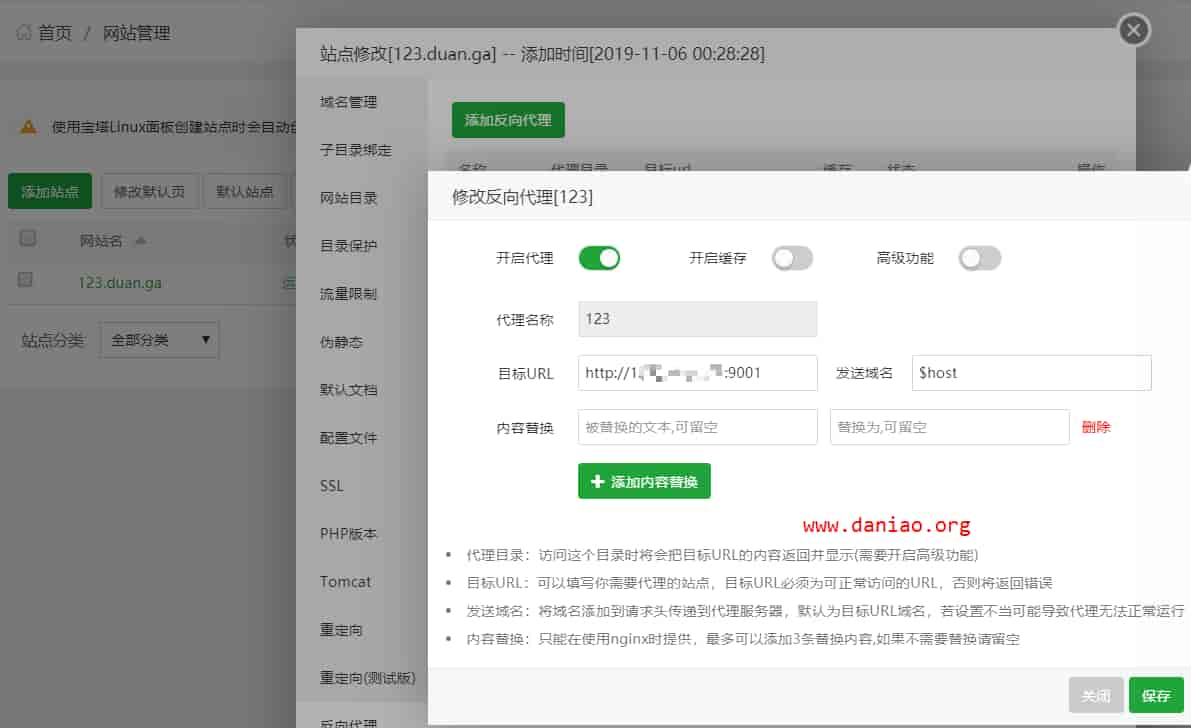 首页 / 网站管理
站点修改[123.duan.ga] -- 添加时间[2019-11-06 00:28:28]
使用宝塔Linux面板创建站点时会自动
添加站点 修改默认页 默认站点
网站名
123.duan.ga
站点分类 全部分类
域名管理
子目录绑定
网站目录
目录保护
流量限制
伪静态
默认文档
配置文件
SSL
PHP版本
Tomcat
重定向
重定向(测试版)
反向代理
添加反向代理
名称 代理目录 目标url 缓存 状态 操作
修改反向代理[123]
开启代理 开启缓存 高级功能
代理名称 123
目标URL http://1 :9001 发送域名 $host
内容替换 被替换的文本,可留空 替换为,可留空 删除
添加内容替换
www.daniao.org
代理目录：访问这个目录时将会把目标URL的内容返回并显示(需要开启高级功能)
目标URL：可以填写你需要代理的站点，目标URL必须为可正常访问的URL，否则将返回错误
发送域名：将域名添加到请求头传递到代理服务器，默认为目标URL域名，若设置不当可能导致代理无法正常运行
内容替换：只能在使用nginx时提供，最多可以添加3条替换内容,如果不需要替换请留空
关闭 保存